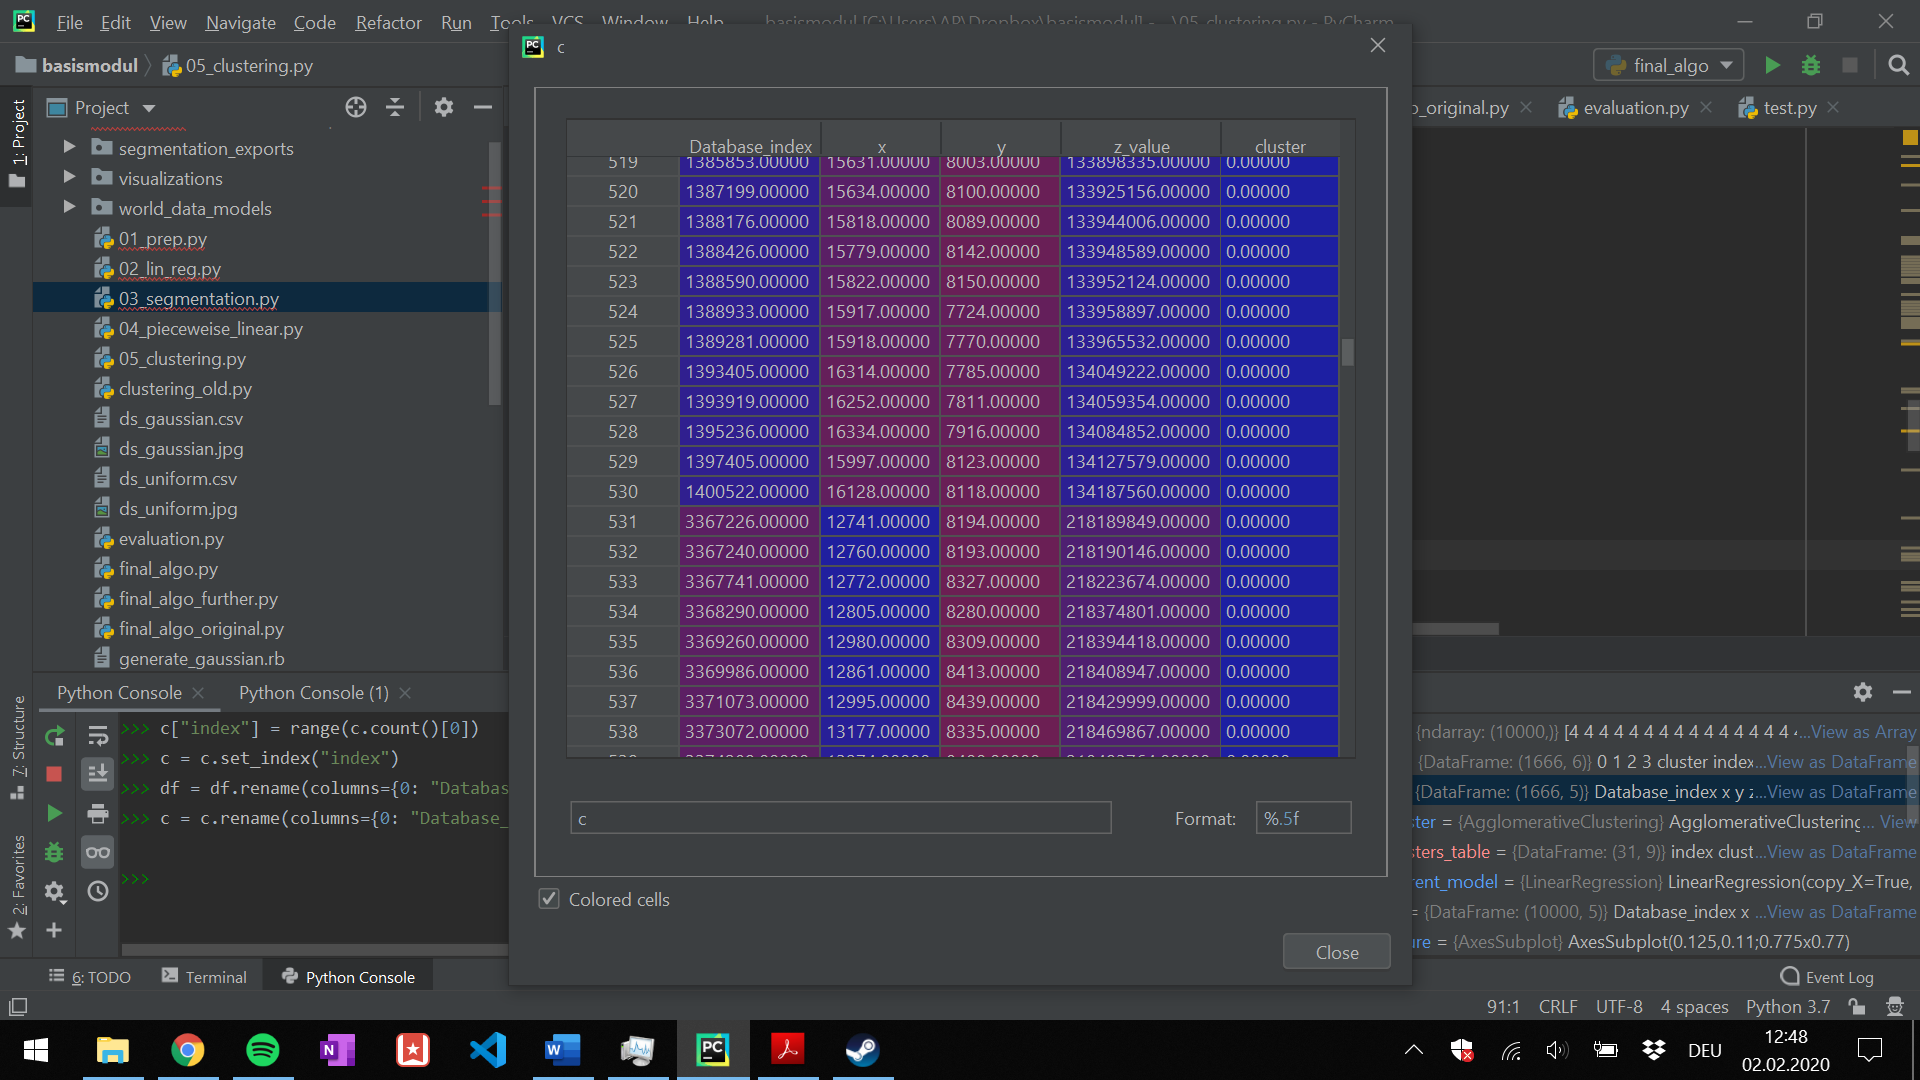 File Edit View Navigate Code Refactor Run Tools VCS Window Help basismodul [C:\Users\AP\Dropbox\basismodul] - ...\05_clustering.py - PyCharm
basismodul 05_clustering.py
final_algo
c
1: Project
Project
o_original.py evaluation.py test.py
segmentation_exports
visualizations
world_data_models
01_prep.py
02_lin_reg.py
03_segmentation.py
04_pieceweise_linear.py
05_clustering.py
clustering_old.py
ds_gaussian.csv
ds_gaussian.jpg
ds_uniform.csv
ds_uniform.jpg
evaluation.py
final_algo.py
final_algo_further.py
final_algo_original.py
generate_gaussian.rb
Database_index x y z_value cluster
519 1385853.00000 15631.00000 8003.00000 133898335.00000 0.00000
520 1387199.00000 15634.00000 8100.00000 133925156.00000 0.00000
521 1388176.00000 15818.00000 8089.00000 133944006.00000 0.00000
522 1388426.00000 15779.00000 8142.00000 133948589.00000 0.00000
523 1388590.00000 15822.00000 8150.00000 133952124.00000 0.00000
524 1388933.00000 15917.00000 7724.00000 133958897.00000 0.00000
525 1389281.00000 15918.00000 7770.00000 133965532.00000 0.00000
526 1393405.00000 16314.00000 7785.00000 134049222.00000 0.00000
527 1393919.00000 16252.00000 7811.00000 134059354.00000 0.00000
528 1395236.00000 16334.00000 7916.00000 134084852.00000 0.00000
529 1397405.00000 15997.00000 8123.00000 134127579.00000 0.00000
530 1400522.00000 16128.00000 8118.00000 134187560.00000 0.00000
531 3367226.00000 12741.00000 8194.00000 218189849.00000 0.00000
532 3367240.00000 12760.00000 8193.00000 218190146.00000 0.00000
533 3367741.00000 12772.00000 8327.00000 218223674.00000 0.00000
534 3368290.00000 12805.00000 8280.00000 218374801.00000 0.00000
535 3369260.00000 12980.00000 8309.00000 218394418.00000 0.00000
536 3369986.00000 12861.00000 8413.00000 218408947.00000 0.00000
537 3371073.00000 12995.00000 8439.00000 218429999.00000 0.00000
538 3373072.00000 13177.00000 8335.00000 218469867.00000 0.00000
c Format: %.5f
Colored cells
Close
7: Structure
2: Favorites
Python Console Python Console (1)
>>> c["index"] = range(c.count()[0])
>>> c = c.set_index("index")
>>> df = df.rename(columns={0: "Databas
>>> c = c.rename(columns={0: "Database_
>>>
{ndarray: (10000,)} [4 4 4 4 4 4 4 4 4 4 4 4 4 4 4 4...View as Array
{DataFrame: (1666, 6)} 0 1 2 3 cluster index...View as DataFrame
{DataFrame: (1666, 5)} Database_index x y z...View as DataFrame
ster = {AgglomerativeClustering} AgglomerativeClustering... View
sters_table = {DataFrame: (31, 9)} index clust...View as DataFrame
rent_model = {LinearRegression} LinearRegression(copy_X=True,
= {DataFrame: (10000, 5)} Database_index x ...View as DataFrame
ure = {AxesSubplot} AxesSubplot(0.125,0.11;0.775x0.77)
6: TODO Terminal Python Console Event Log
91:1 CRLF UTF-8 4 spaces Python 3.7
DEU 12:48
02.02.2020